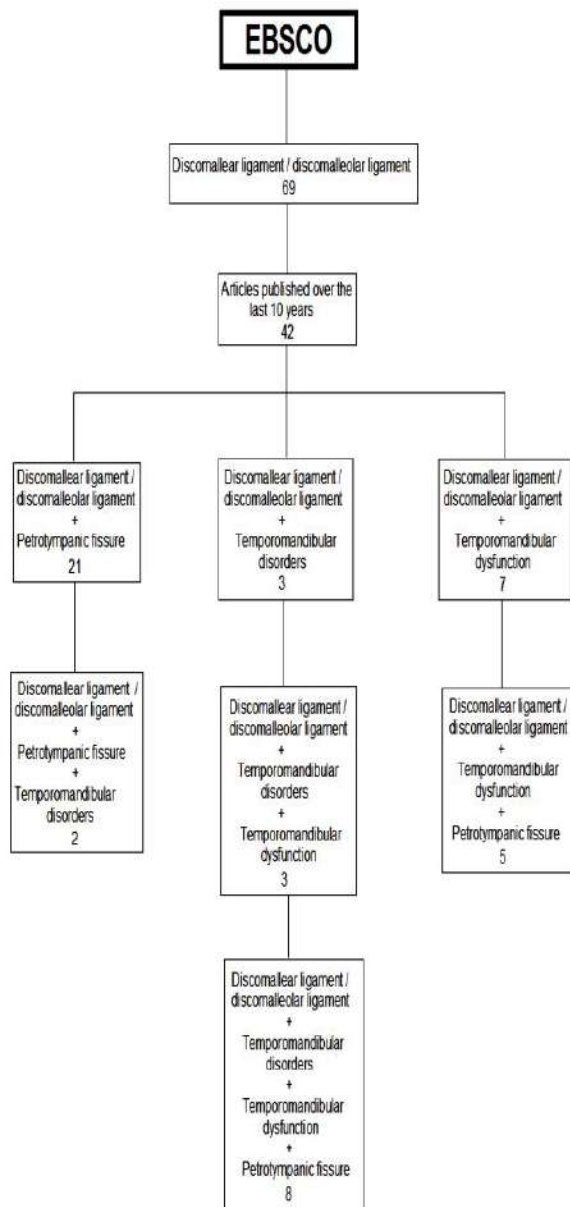 EBSCO
Discomallear ligament / discomalleolar ligament
69
Articles published over the
last 10 years
42
Discomallear ligament /
discomalleolar ligament
+
Petrotympanic fissure
21
Discomallear ligament /
discomalleolar ligament
+
Temporomandibular
disorders
3
Discomallear ligament /
discomalleolar ligament
+
Temporomandibular
dysfunction
7
Discomallear ligament /
discomalleolar ligament
+
Petrotympanic fissure
+
Temporomandibular
disorders
2
Discomallear ligament /
discomalleolar ligament
+
Temporomandibular
disorders
+
Temporomandibular
dysfunction
3
Discomallear ligament /
discomalleolar ligament
+
Temporomandibular
dysfunction
+
Petrotympanic fissure
5
Discomallear ligament /
discomalleolar ligament
+
Temporomandibular
disorders
+
Temporomandibular
dysfunction
+
Petrotympanic fissure
8